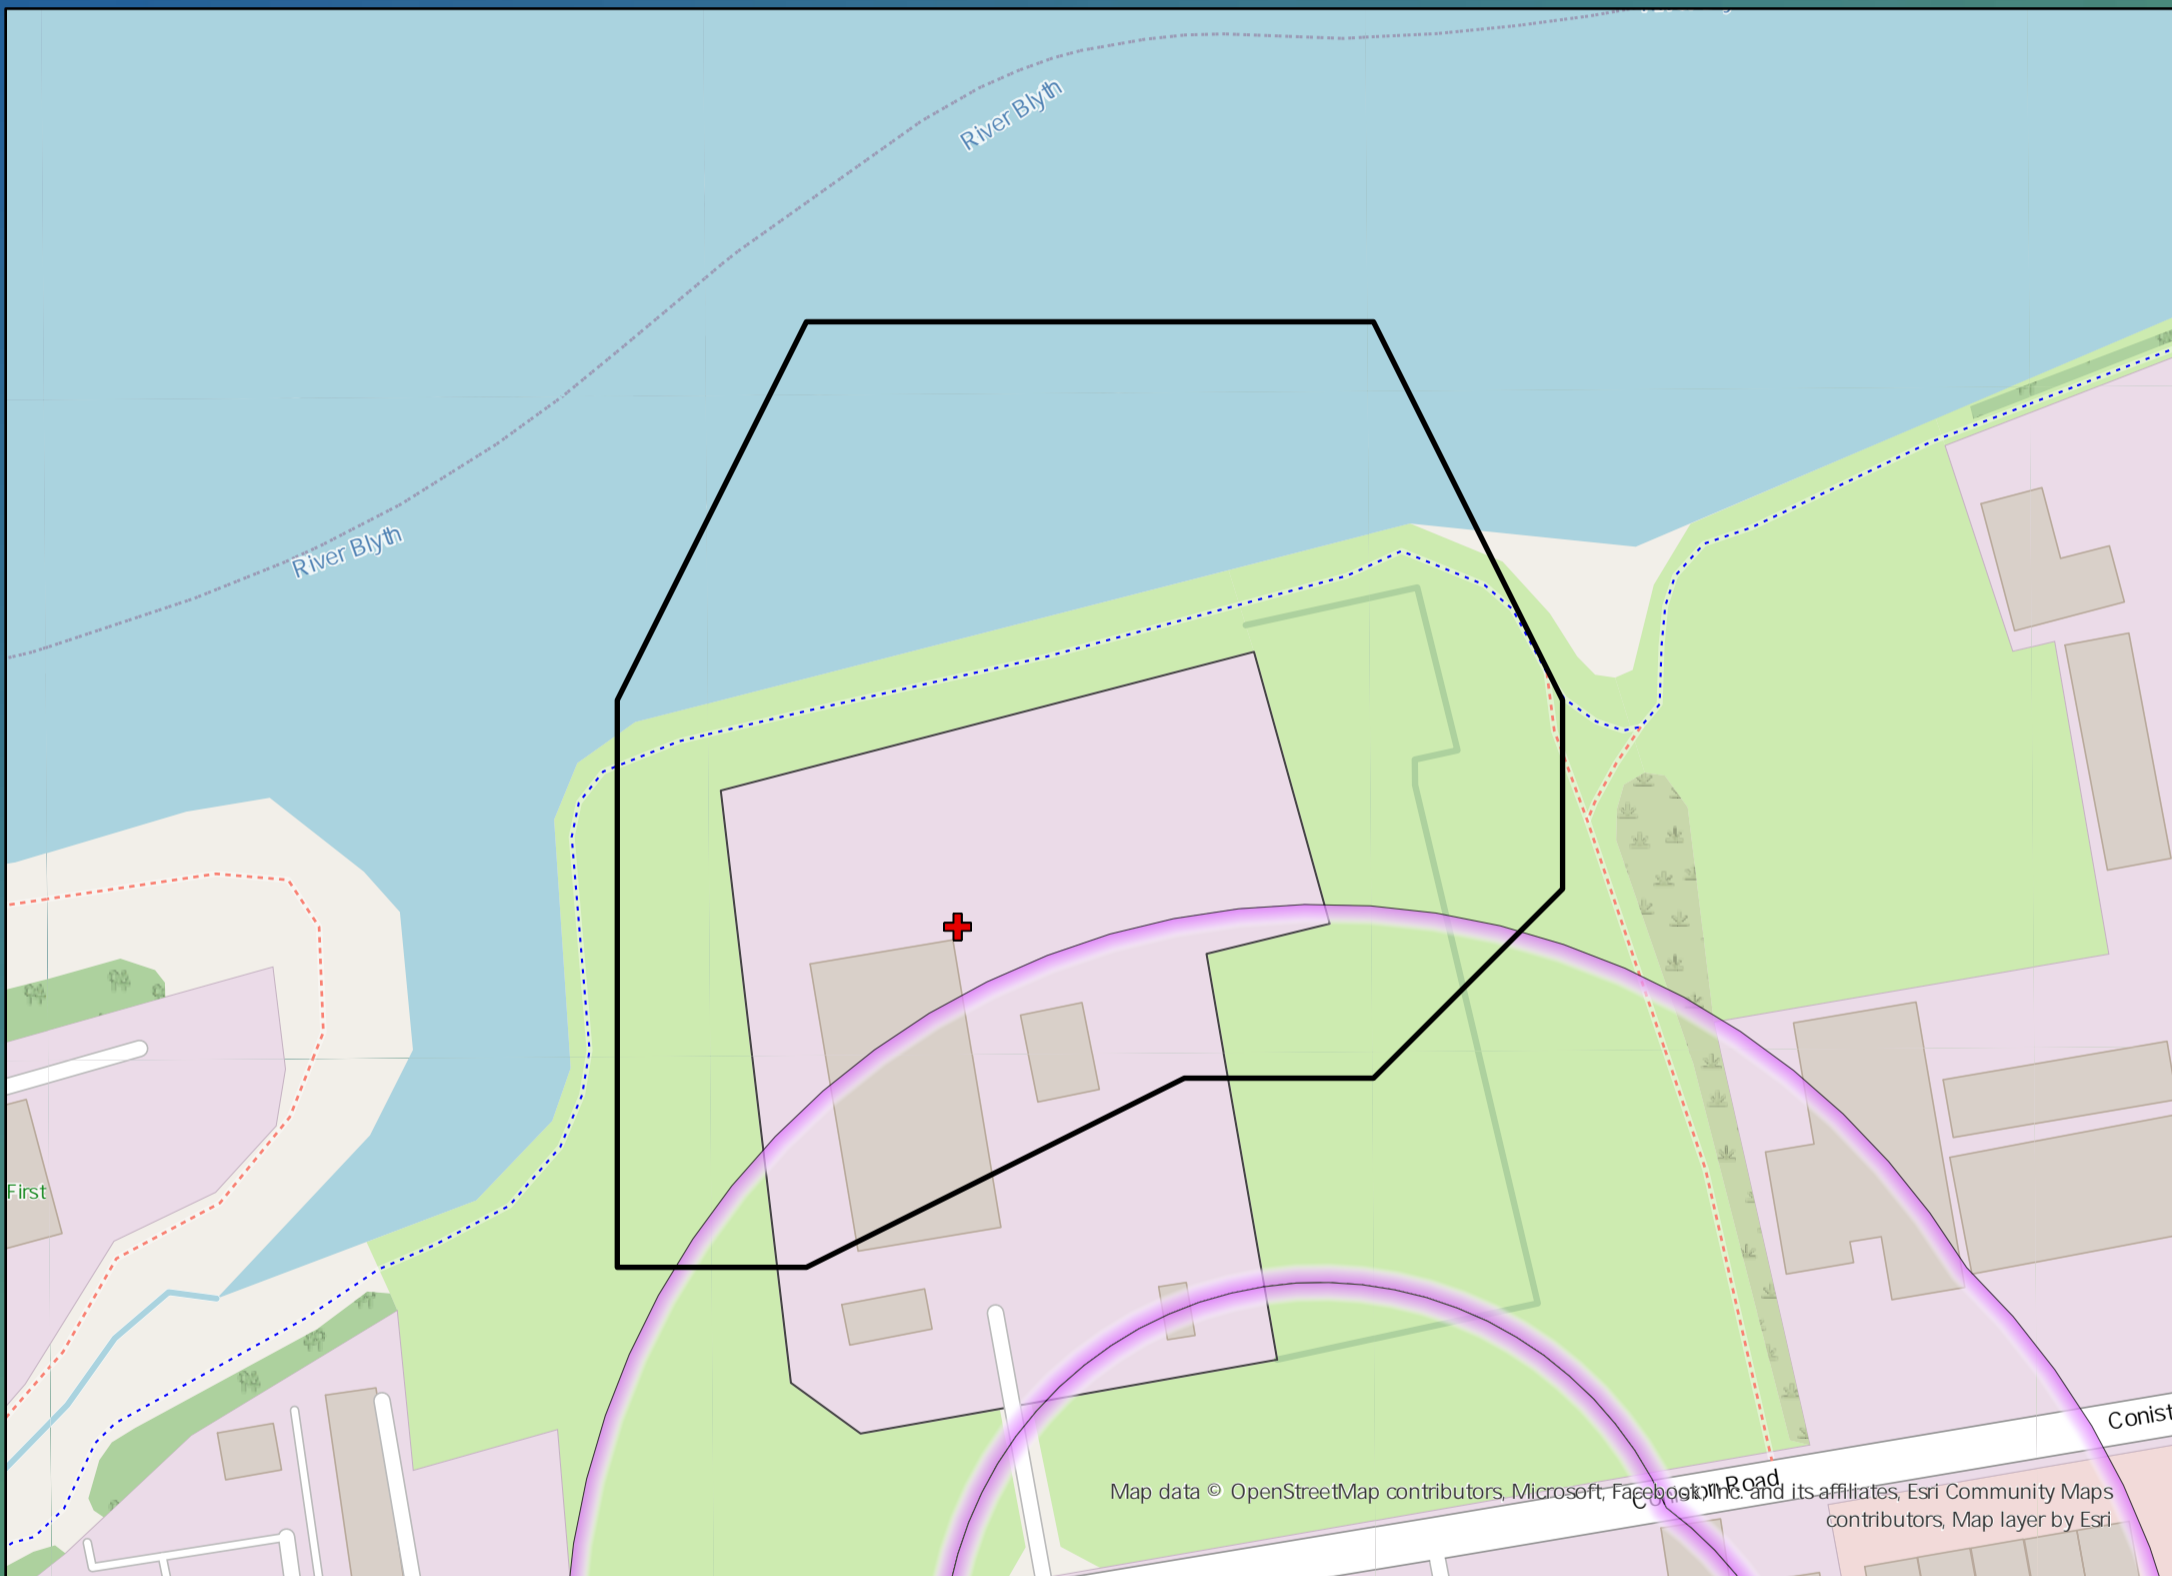 River Blyth
River Blyth
First
Conist
Road
Map data © OpenStreetMap contributors, Microsoft, Facebook, Inc. and its affiliates, Esri Community Maps
contributors, Map layer by Esri